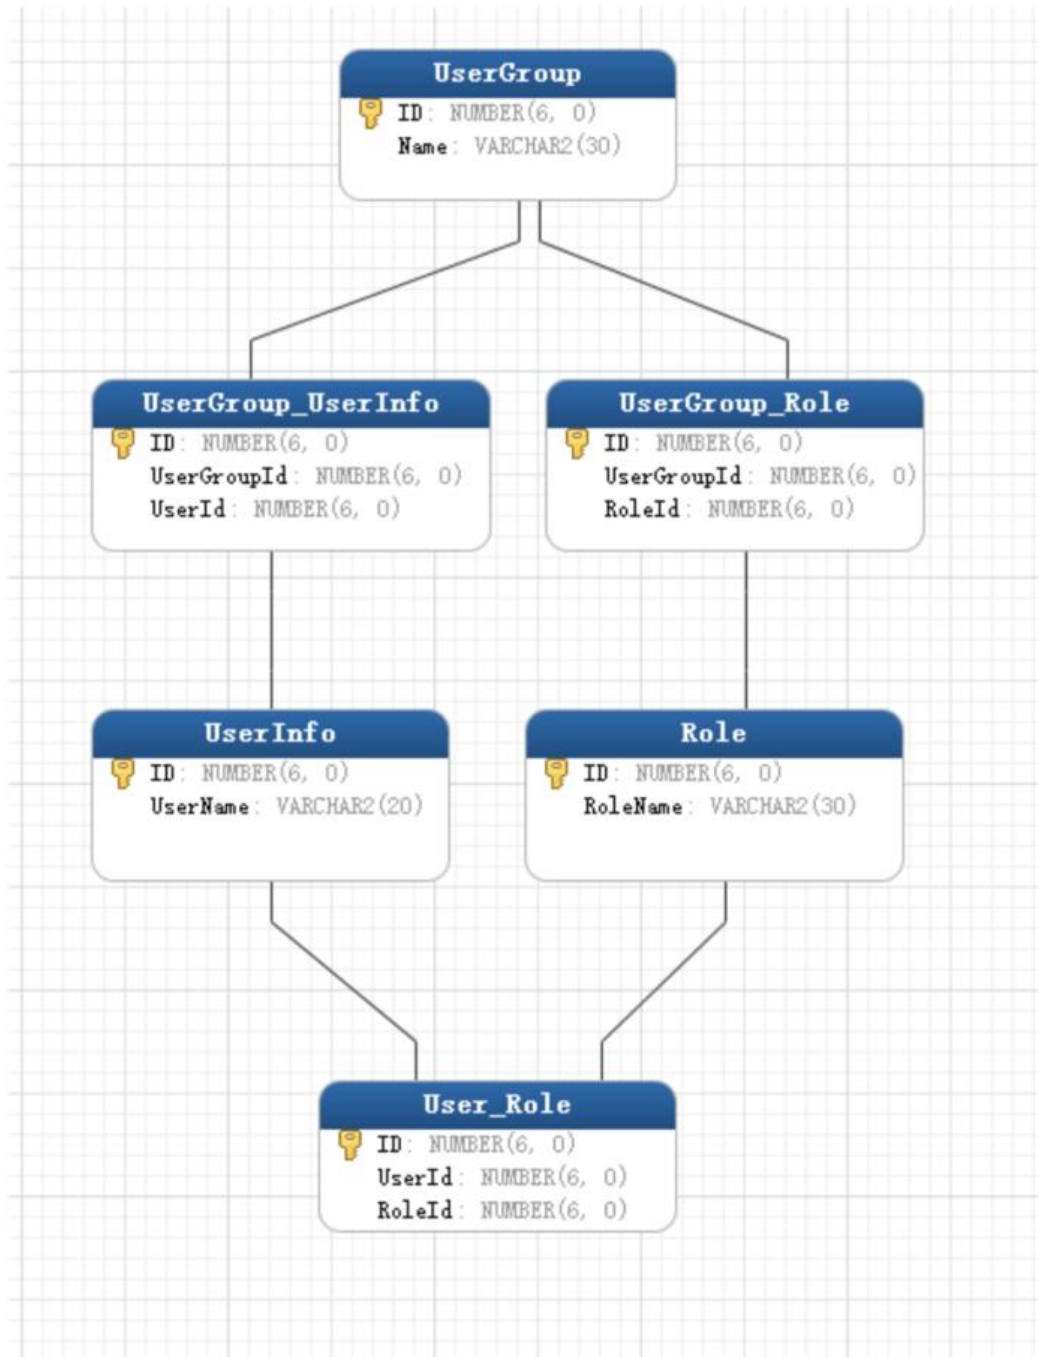 UserGroup
ID: NUMBER(6, 0)
Name: VARCHAR2(30)
UserGroup_UserInfo
ID: NUMBER(6, 0)
UserGroupId: NUMBER(6, 0)
UserId: NUMBER(6, 0)
UserGroup_Role
ID: NUMBER(6, 0)
UserGroupId: NUMBER(6, 0)
RoleId: NUMBER(6, 0)
UserInfo
ID: NUMBER(6, 0)
UserName: VARCHAR2(20)
Role
ID: NUMBER(6, 0)
RoleName: VARCHAR2(30)
User_Role
ID: NUMBER(6, 0)
UserId: NUMBER(6, 0)
RoleId: NUMBER(6, 0)